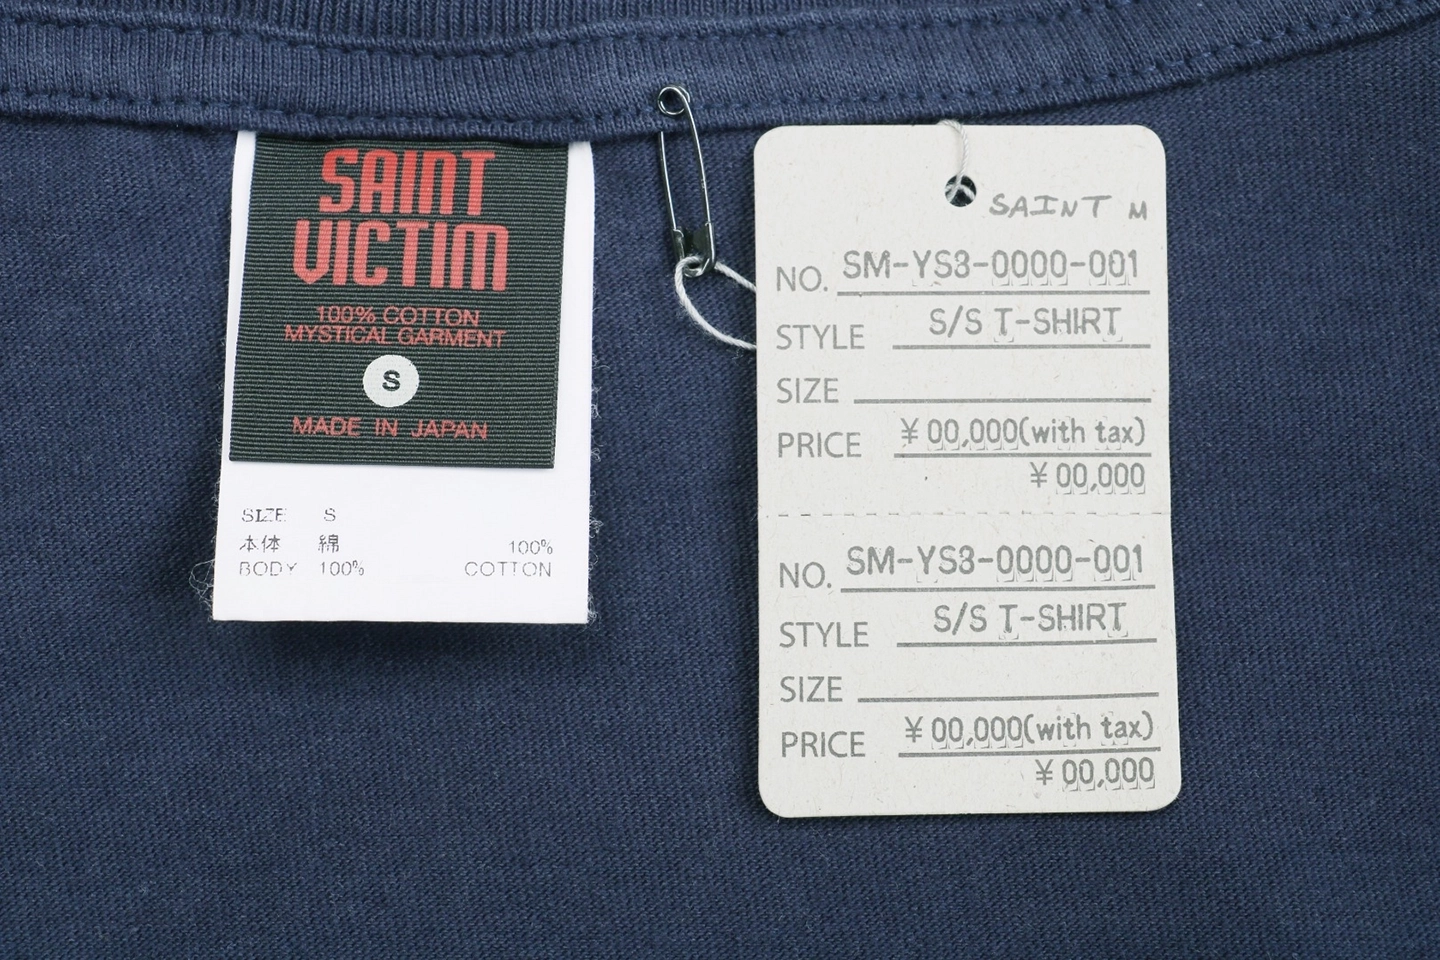 SAINT
VICTIM
100% COTTON
MYSTICAL GARMENT
S
MADE IN JAPAN
SIZE S
本体 綿 100%
BODY 100% COTTON
SAINT M
NO. SM-YS3-0000-001
STYLE S/S T-SHIRT
SIZE
PRICE ¥00,000(with tax)
¥00,000
NO. SM-YS3-0000-001
STYLE S/S T-SHIRT
SIZE
PRICE ¥00,000(with tax)
¥00,000